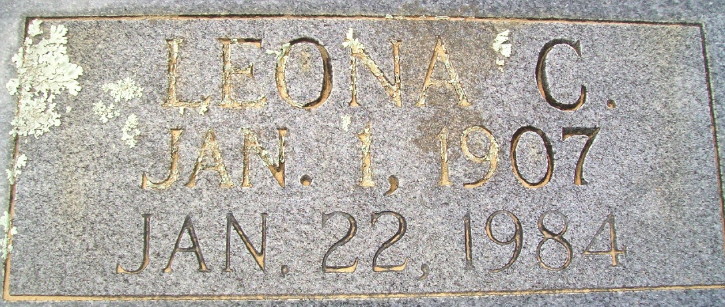 LEONA C.
JAN. 1, 1907
JAN. 22, 1984